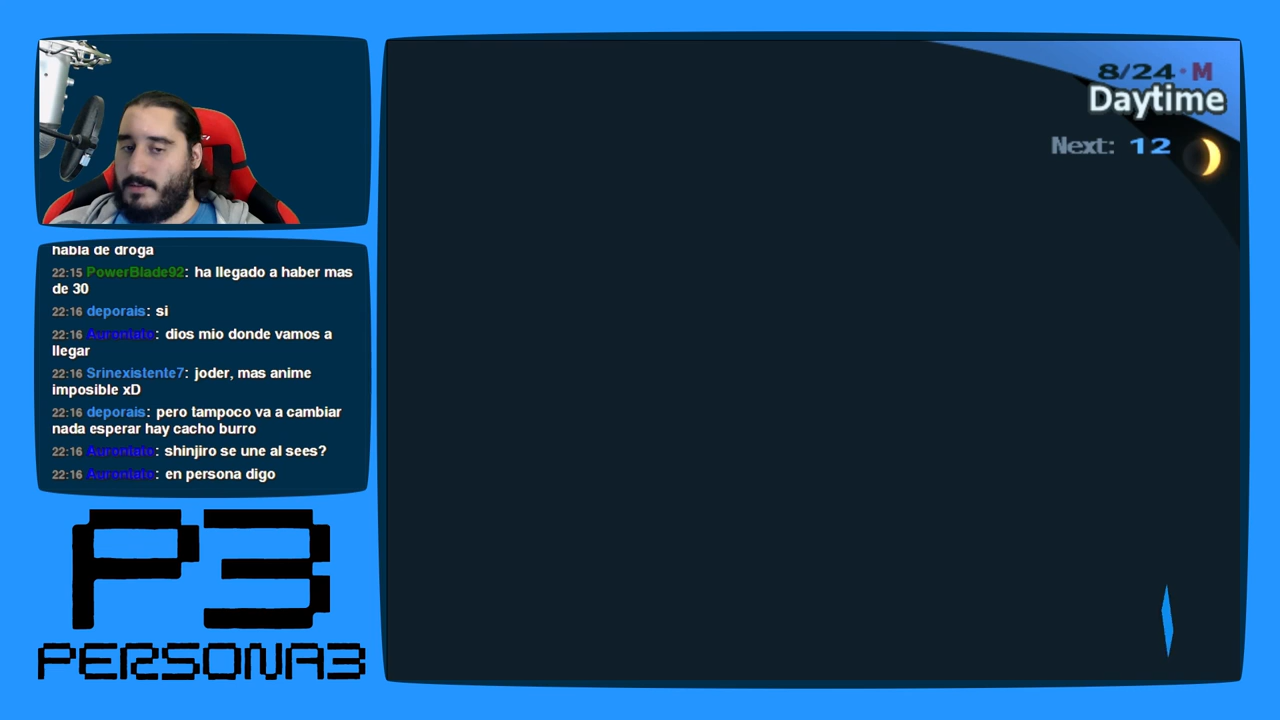 8/24·M
Daytime
Next: 12
habia de droga
22:15 PowerBlade92: ha llegado a haber mas
de 30
22:16 deporais: si
22:16 Aurontato: dios mio donde vamos a
llegar
22:16 Srinexistente7: joder, mas anime
imposible xD
22:16 deporais: pero tampoco va a cambiar
nada esperar hay cacho burro
22:16 Aurontato: shinjiro se une al sees?
22:16 Aurontato: en persona digo
P3
PERSONA3